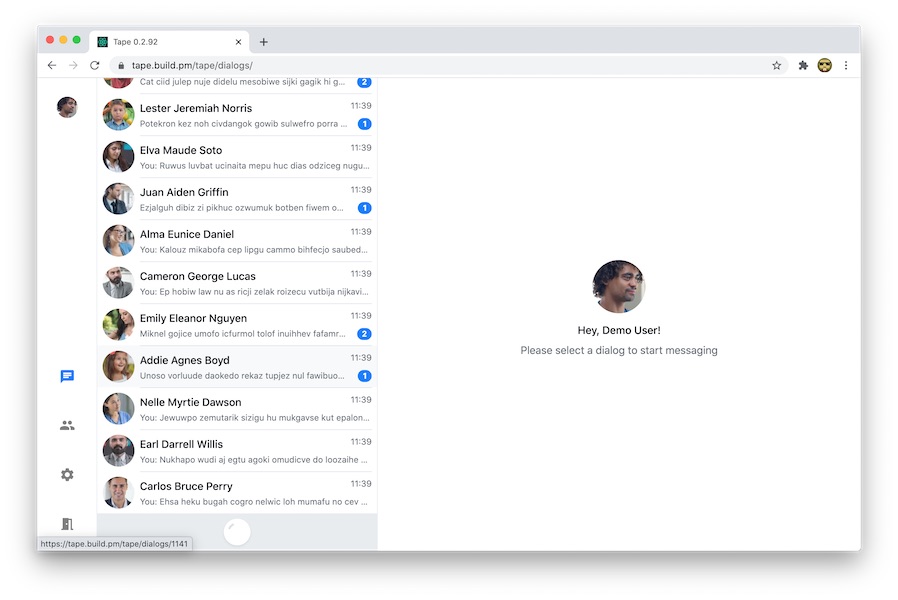 Tape 0.2.92
tape.build.pm/tape/dialogs/
Cat ciid julep nuje didelu mesobiwe sijki gagik hi g... 2
Lester Jeremiah Norris 11:39
Potekron kez noh civdangok gowib sulwefro porra ... 1
Elva Maude Soto 11:39
You: Ruwus luvbat ucinaita mepu huc dias odziceg nugu...
Juan Aiden Griffin 11:39
Ezjalguh dibiz zi pikhuc ozwumuk botben fiwem o... 1
Alma Eunice Daniel 11:39
You: Kalouz mikabofa cep lipgu cammo bihfecjo saubed...
Cameron George Lucas 11:39
You: Ep hobiw law nu as ricji zelak roizecu vutbija nijkavi...
Emily Eleanor Nguyen 11:39
Miknel gojice umofo icfurmol tolof inuihhev fafamr... 2
Addie Agnes Boyd 11:39
Unoso vorluude daokedo rekaz tupjez nul fawibuo... 1
Nelle Myrtie Dawson 11:39
You: Jewuwpo zemutarik sizigu hu mukgavse kut epalon...
Earl Darrell Willis 11:39
You: Nukhapo wudi aj egtu agoki omudicve do loozaihe ...
Carlos Bruce Perry 11:39
You: Ehsa heku bugah cogro nelwic loh mumafu no cev ...
Hey, Demo User!
Please select a dialog to start messaging
https://tape.build.pm/tape/dialogs/1141